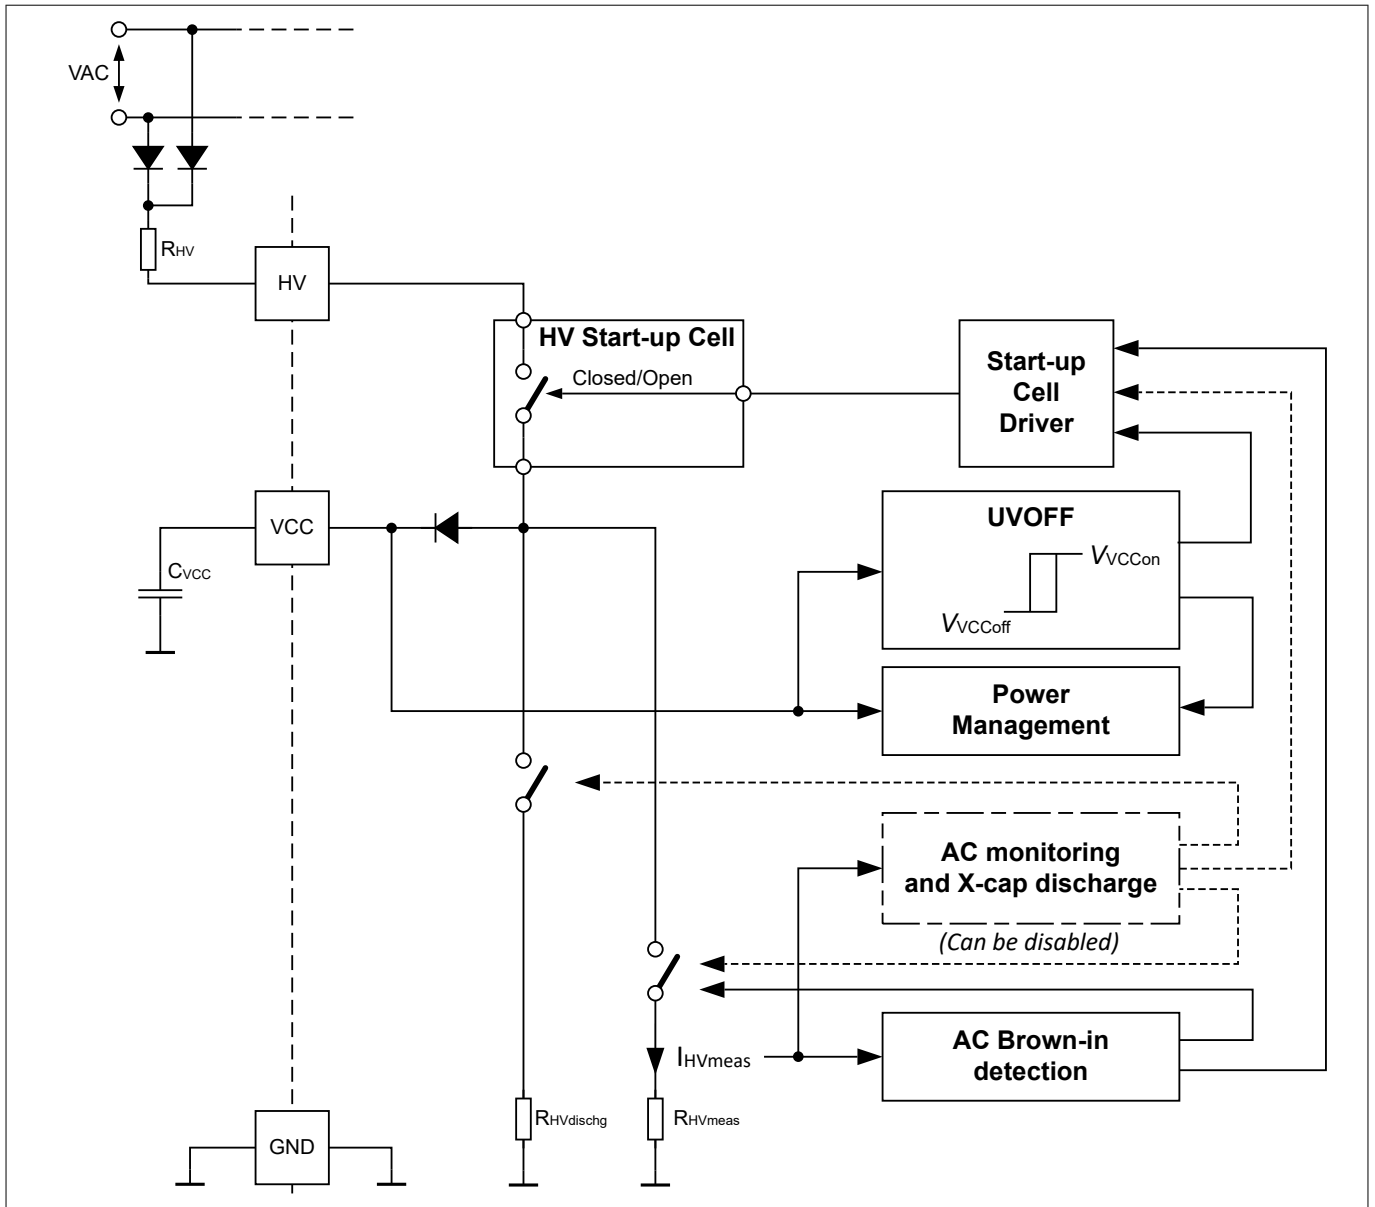 VAC
RHV
HV
HV Start-up Cell
Closed/Open
Start-up
Cell
Driver
VCC
CVCC
UVOFF
VVCCon
VVCCoff
Power
Management
AC monitoring
and X-cap discharge
(Can be disabled)
AC Brown-in
detection
IHVmeas
RHVdischg
RHVmeas
GND